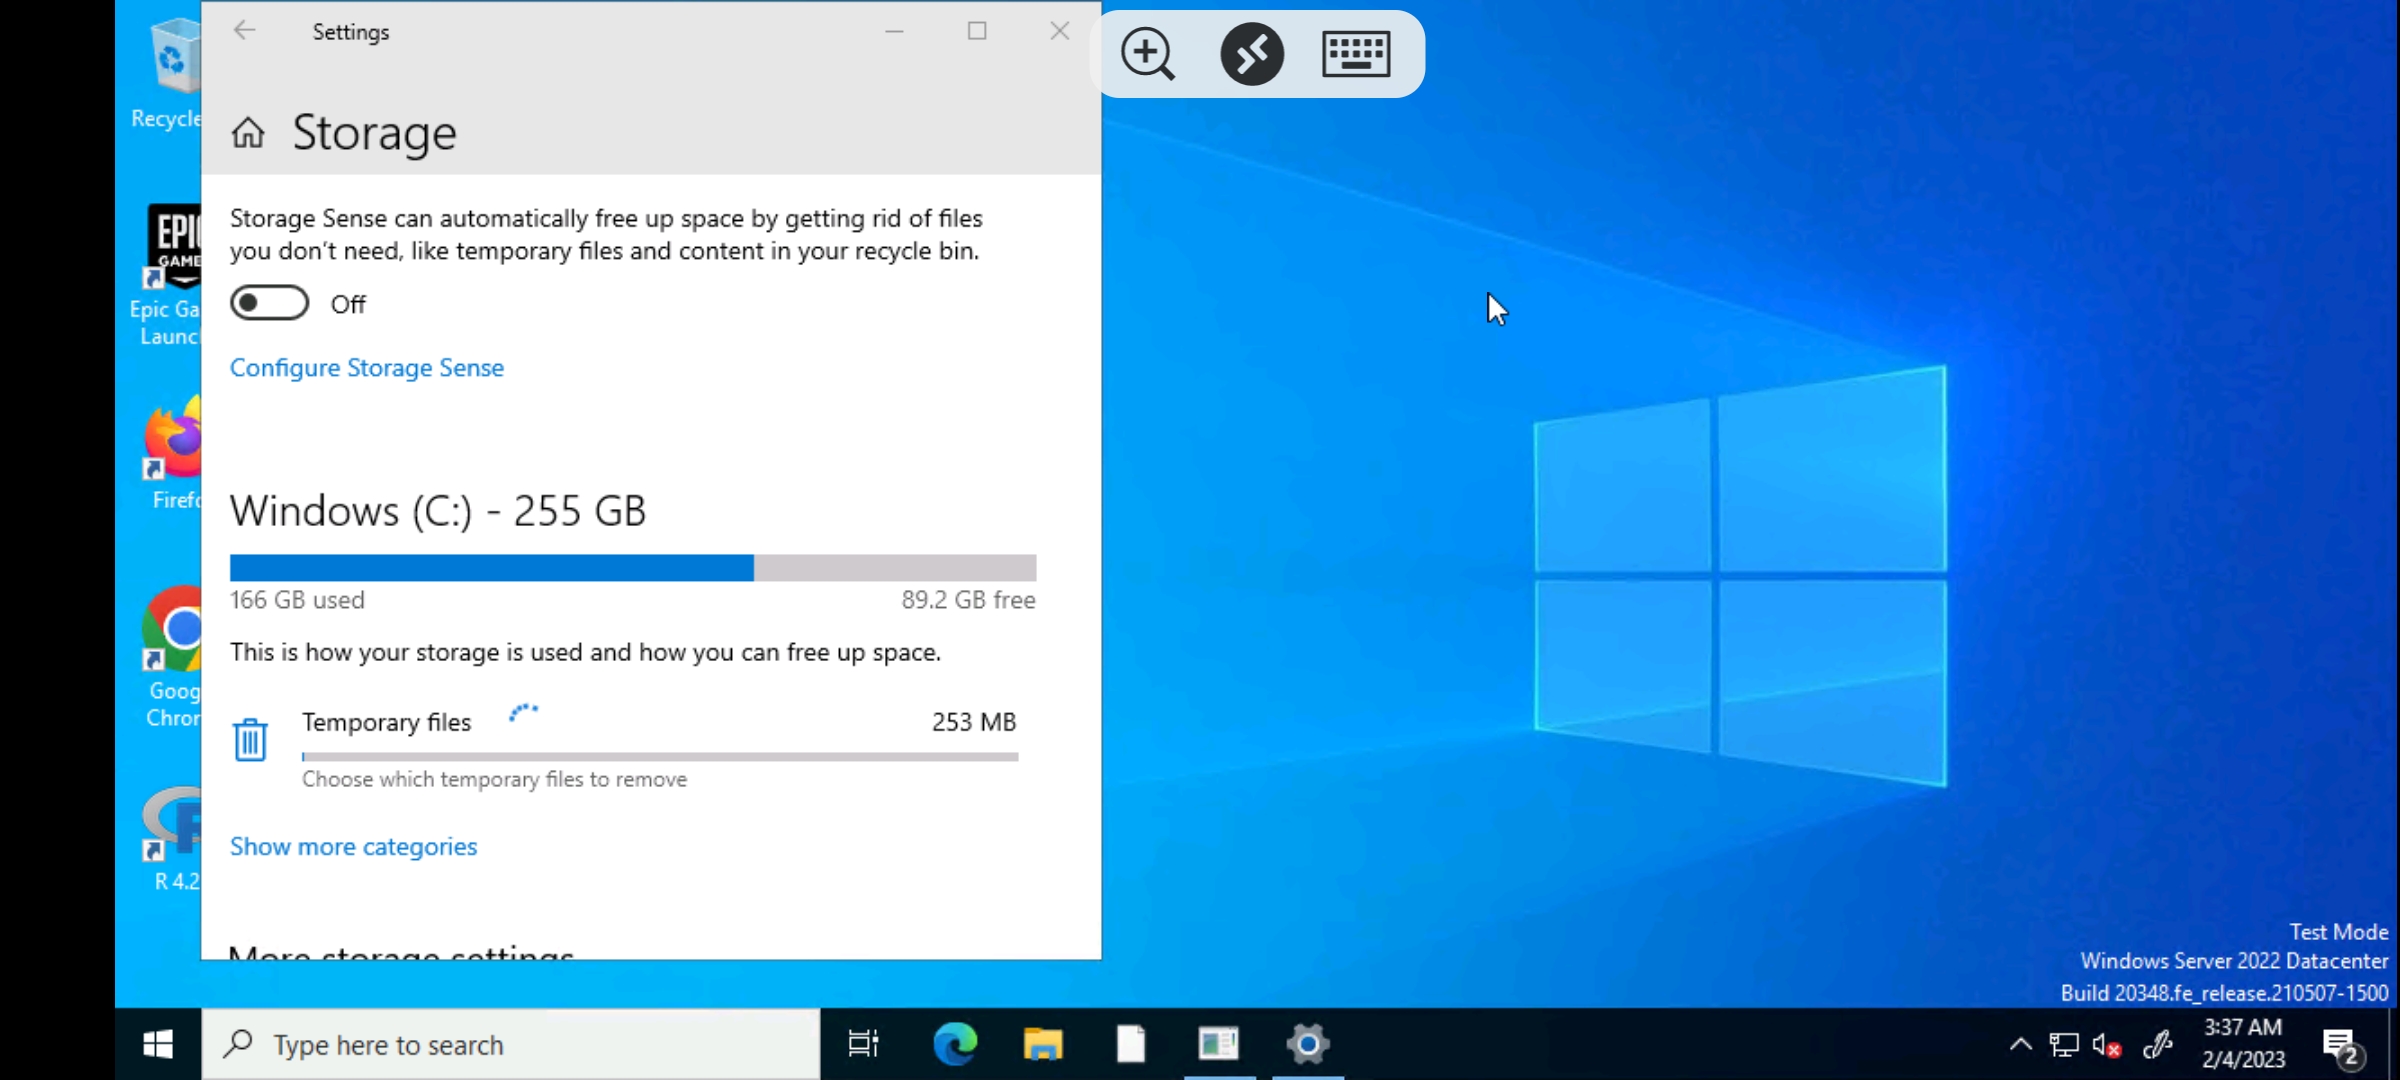 Settings
Storage
Storage Sense can automatically free up space by getting rid of files
you don't need, like temporary files and content in your recycle bin.
Off
Configure Storage Sense
Windows (C:) - 255 GB
166 GB used
89.2 GB free
This is how your storage is used and how you can free up space.
Temporary files
253 MB
Choose which temporary files to remove
Show more categories
More storage settings
Recycle
EPI
GAME
Epic Ga
Launc
Firefo
Goog
Chror
R 4.2
Test Mode
Windows Server 2022 Datacenter
Build 20348.fe_release.210507-1500
Type here to search
3:37 AM
2/4/2023
2